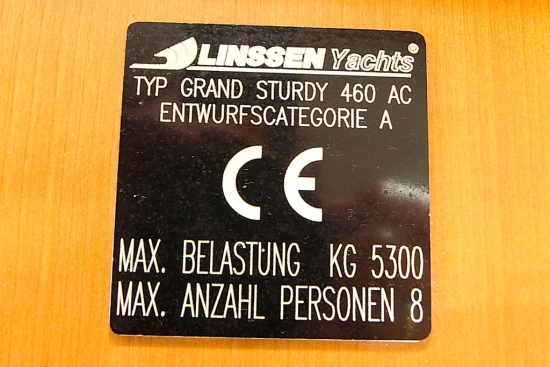 LINSSEN Yachts®
TYP GRAND STURDY 460 AC
ENTWURFSCATEGORIE A
CE
MAX. BELASTUNG KG 5300
MAX. ANZAHL PERSONEN 8